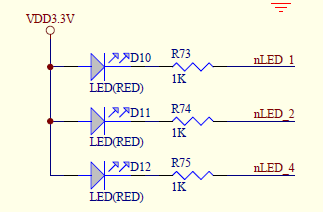 VDD3.3V
D10 R73 nLED_1
LED(RED) 1K
D11 R74 nLED_2
LED(RED) 1K
D12 R75 nLED_4
LED(RED) 1K